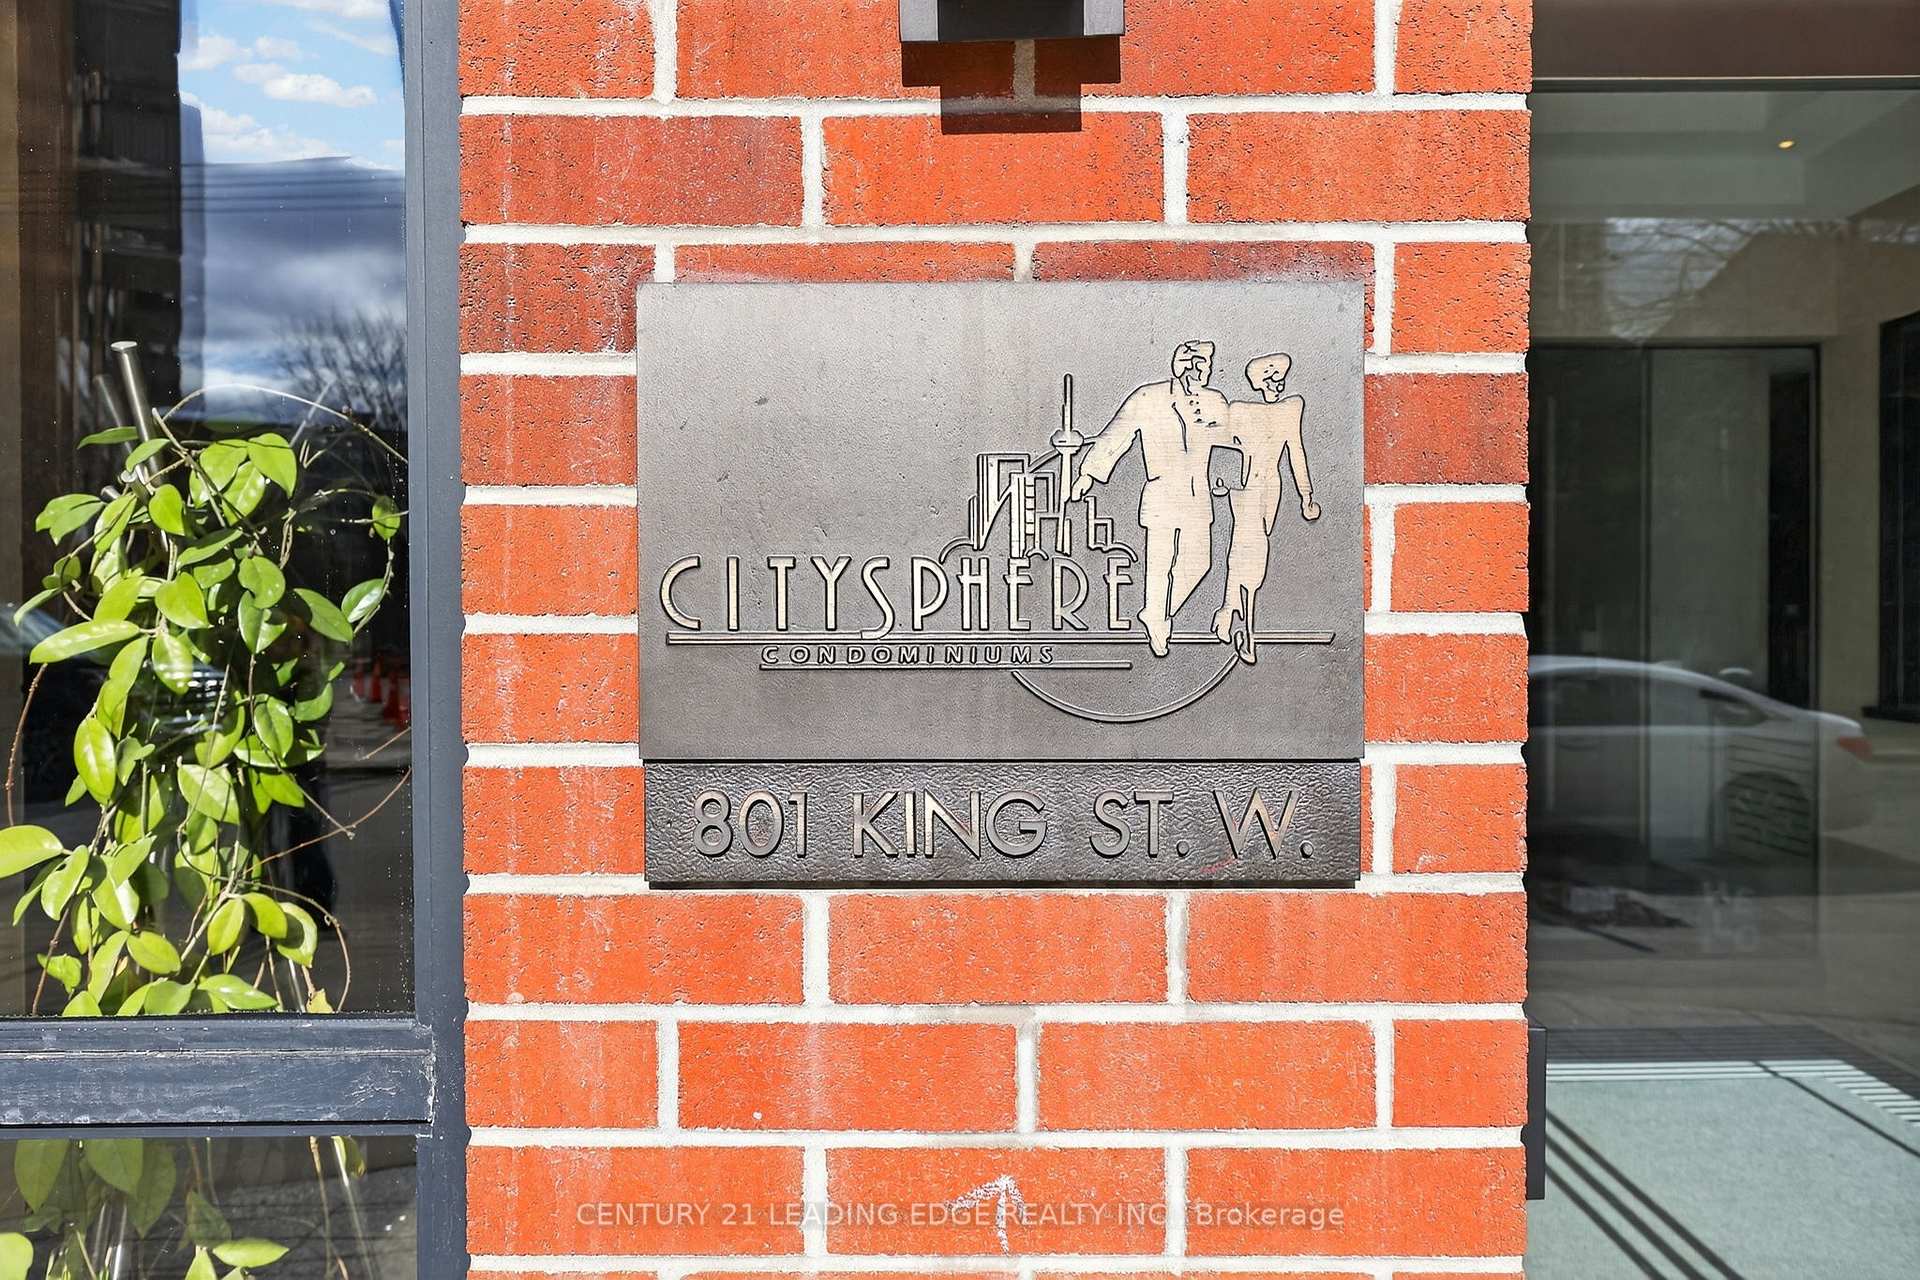 CITYSPHERE
CONDOMINIUMS
801 KING ST. W.
CENTURY 21 LEADING EDGE REALTY INC., Brokerage